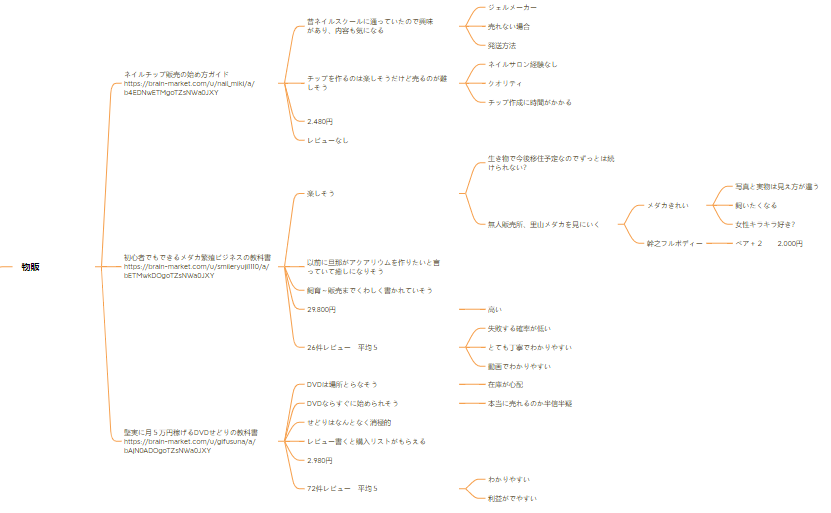 物販
ネイルチップ販売の始め方ガイド
https://brain-market.com/u/nail_miki/a/
b4EDNwETMgoTZsNWa0JXY
昔ネイルスクールに通っていたので興味
があり、内容も気になる
ジェルメーカー
売れない場合
発送方法
チップを作るのは楽しそうだけど売るのが難
しそう
ネイルサロン経験なし
クオリティ
チップ作成に時間がかかる
2.480円
レビューなし
初心者でもできるメダカ繁殖ビジネスの教科書
https://brain-market.com/u/smileryuji1110/a/
bETMwkDOgoTZsNWa0JXY
楽しそう
生き物で今後移住予定なのでずっとは続
けられない?
無人販売所、里山メダカを見にいく
メダカきれい
写真と実物は見え方が違う
飼いたくなる
女性キラキラ好き?
幹之フルボディー
ペア+2 2.000円
以前に旦那がアクアリウムを作りたいと言
っていて癒しになりそう
飼育~販売までくわしく書かれていそう
29.800円
高い
26件レビュー 平均5
失敗する確率が低い
とても丁寧でわかりやすい
動画でわかりやすい
堅実に月5万円稼げるDVDせどりの教科書
https://brain-market.com/u/gifusuna/a/
bAjN0ADOgoTZsNWa0JXY
DVDは場所とらなそう
在庫が心配
DVDならすぐに始められそう
本当に売れるのか半信半疑
せどりはなんとなく消極的
レビュー書くと購入リストがもらえる
2.980円
72件レビュー 平均5
わかりやすい
利益がでやすい